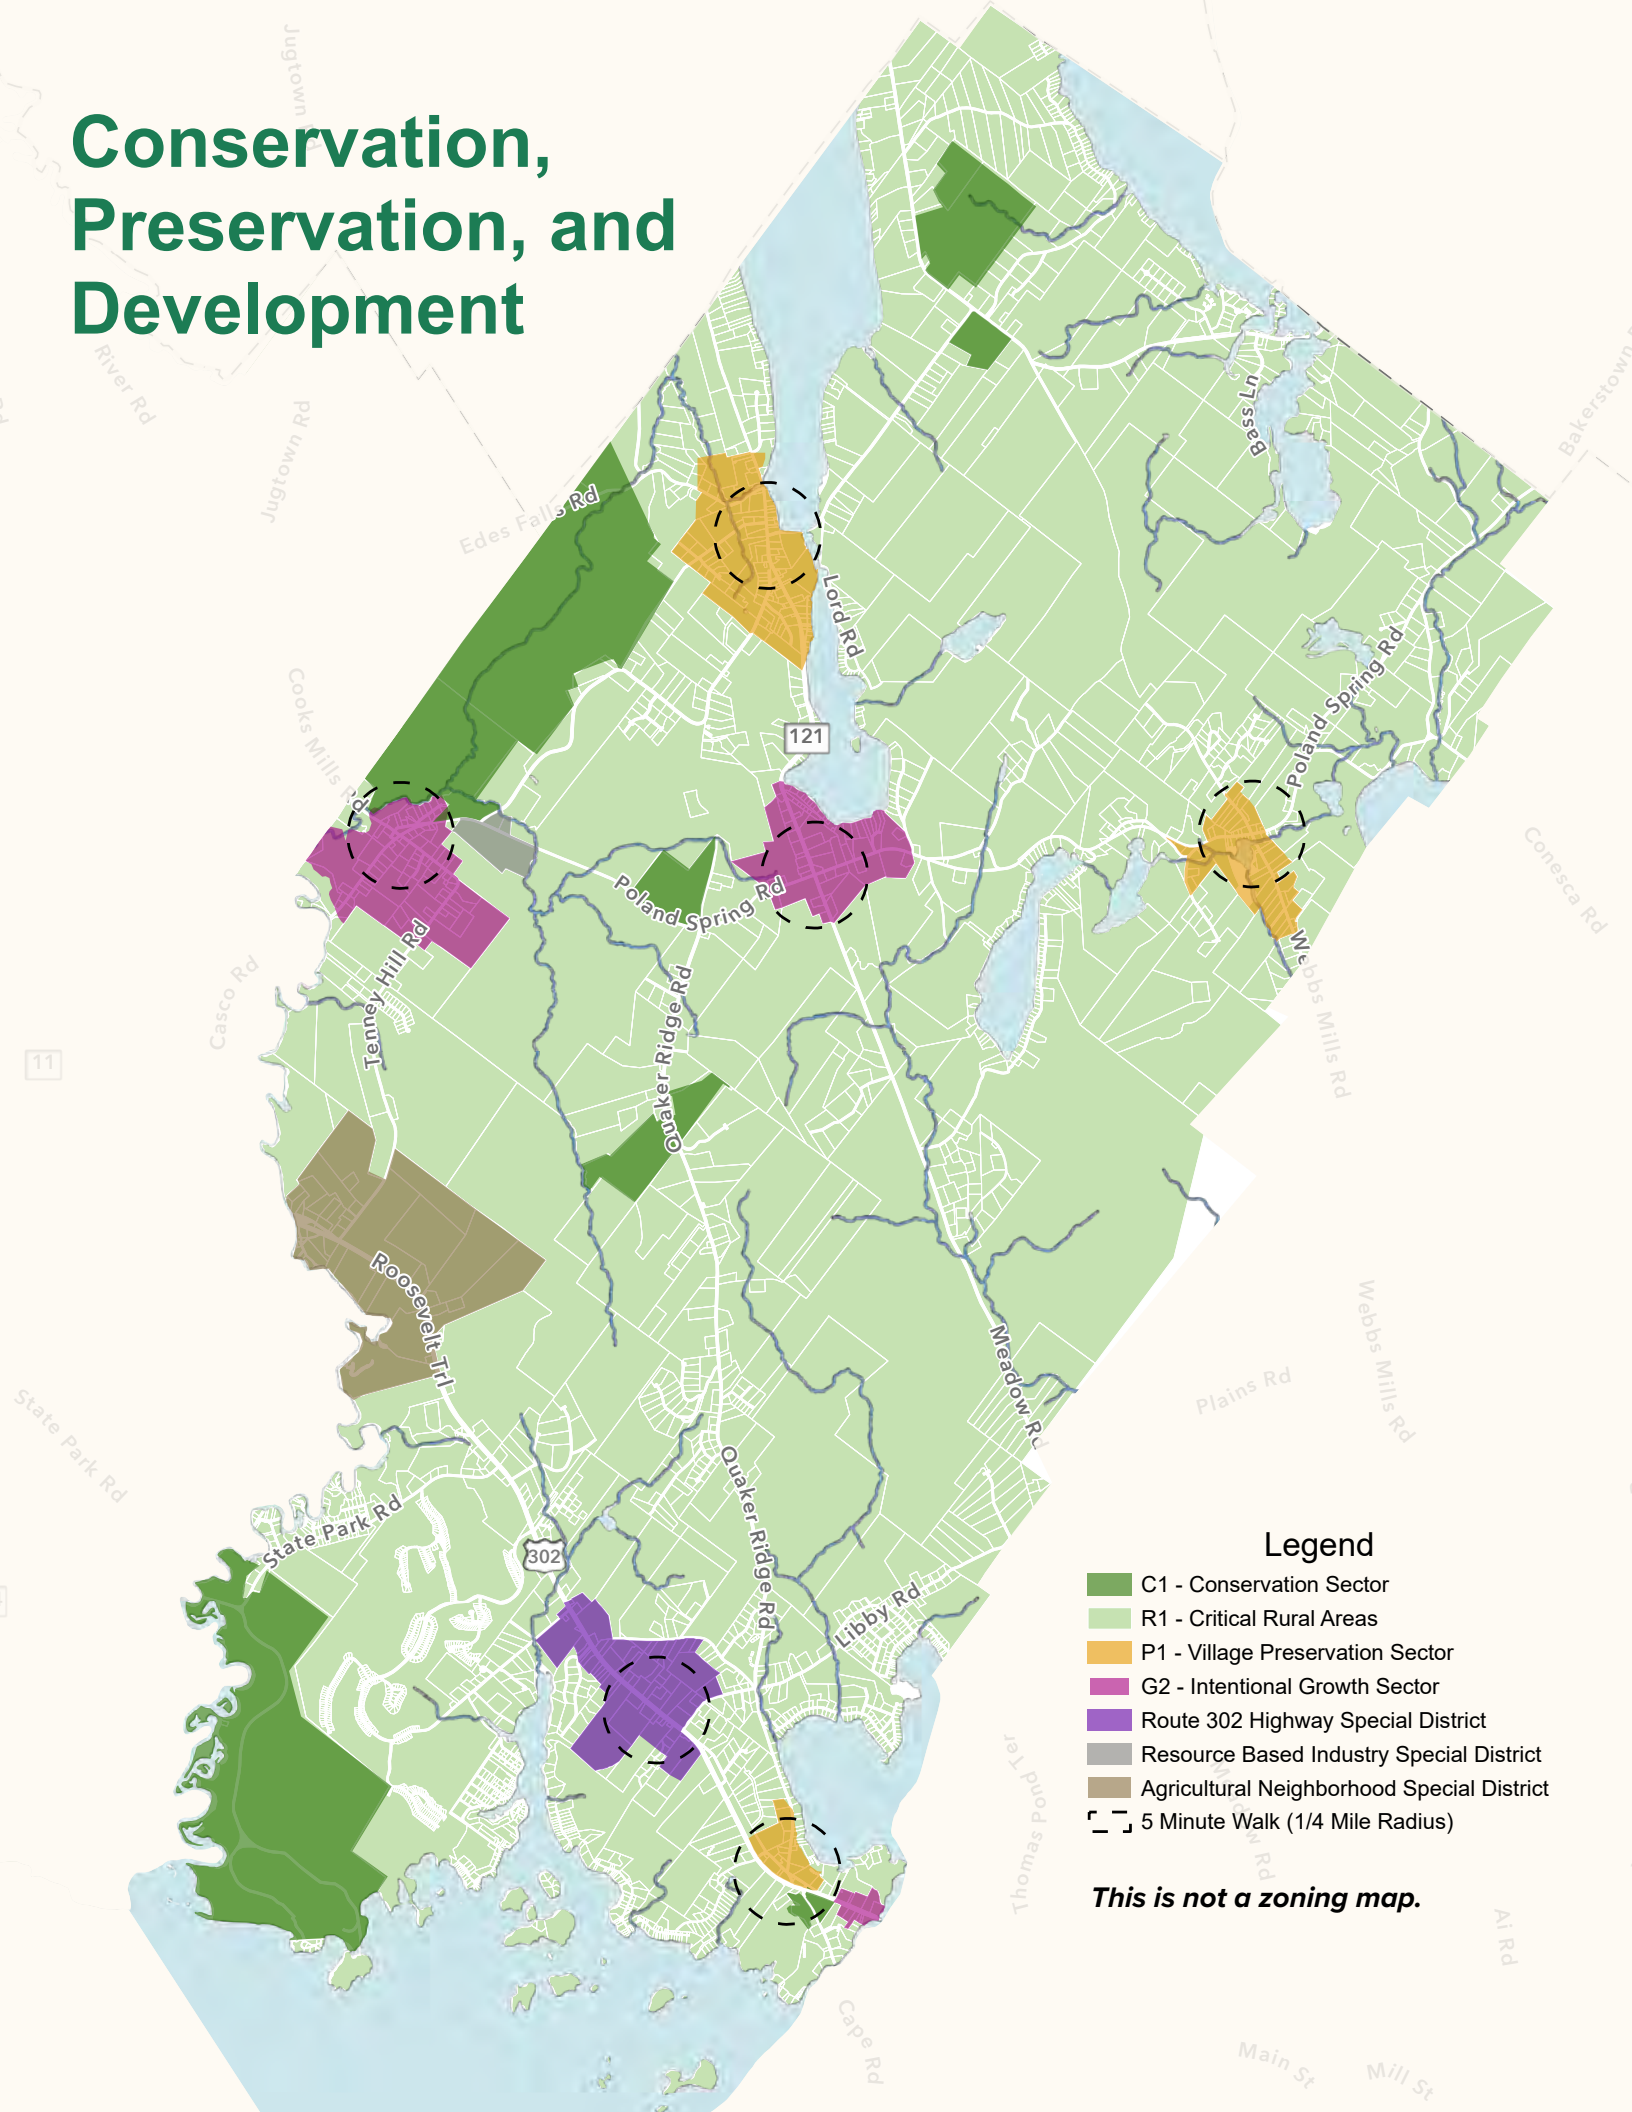 Conservation,
Preservation, and
Development
Jugtown Rd
River Rd
Jugtown Rd
Edes Falls Rd
Bass Ln
Bakerstown
Lord Rd
Cooks Mills Rd
121
Poland Spring Rd
Poland Spring Rd
Webbs Mills Rd
Conesca Rd
Tenney Hill Rd
Casco Rd
Quaker Ridge Rd
11
Roosevelt Trl
Meadow Rd
Webbs Mills Rd
Plains Rd
State Park Rd
State Park Rd
Quaker Ridge Rd
302
Libby Rd
Legend
C1 - Conservation Sector
R1 - Critical Rural Areas
P1 - Village Preservation Sector
G2 - Intentional Growth Sector
Route 302 Highway Special District
Resource Based Industry Special District
Agricultural Neighborhood Special District
5 Minute Walk (1/4 Mile Radius)
Thomas Pond Ter
Meadow Rd
This is not a zoning map.
Ai Rd
Cape Rd
Main St
Mill St